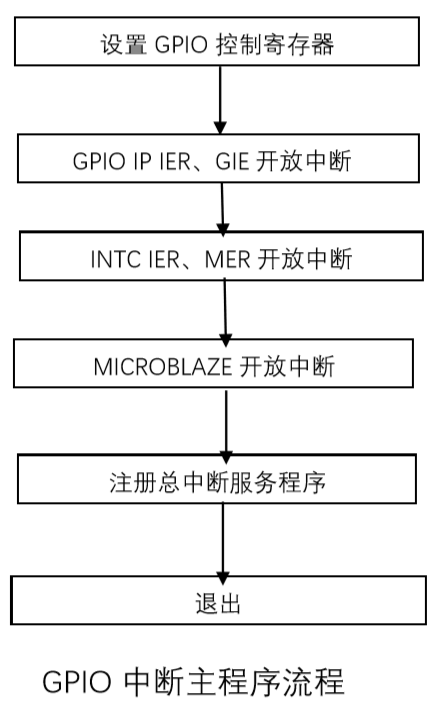 设置 GPIO 控制寄存器
GPIO IP IER、GIE 开放中断
INTC IER、MER 开放中断
MICROBLAZE 开放中断
注册总中断服务程序
退出
GPIO 中断主程序流程